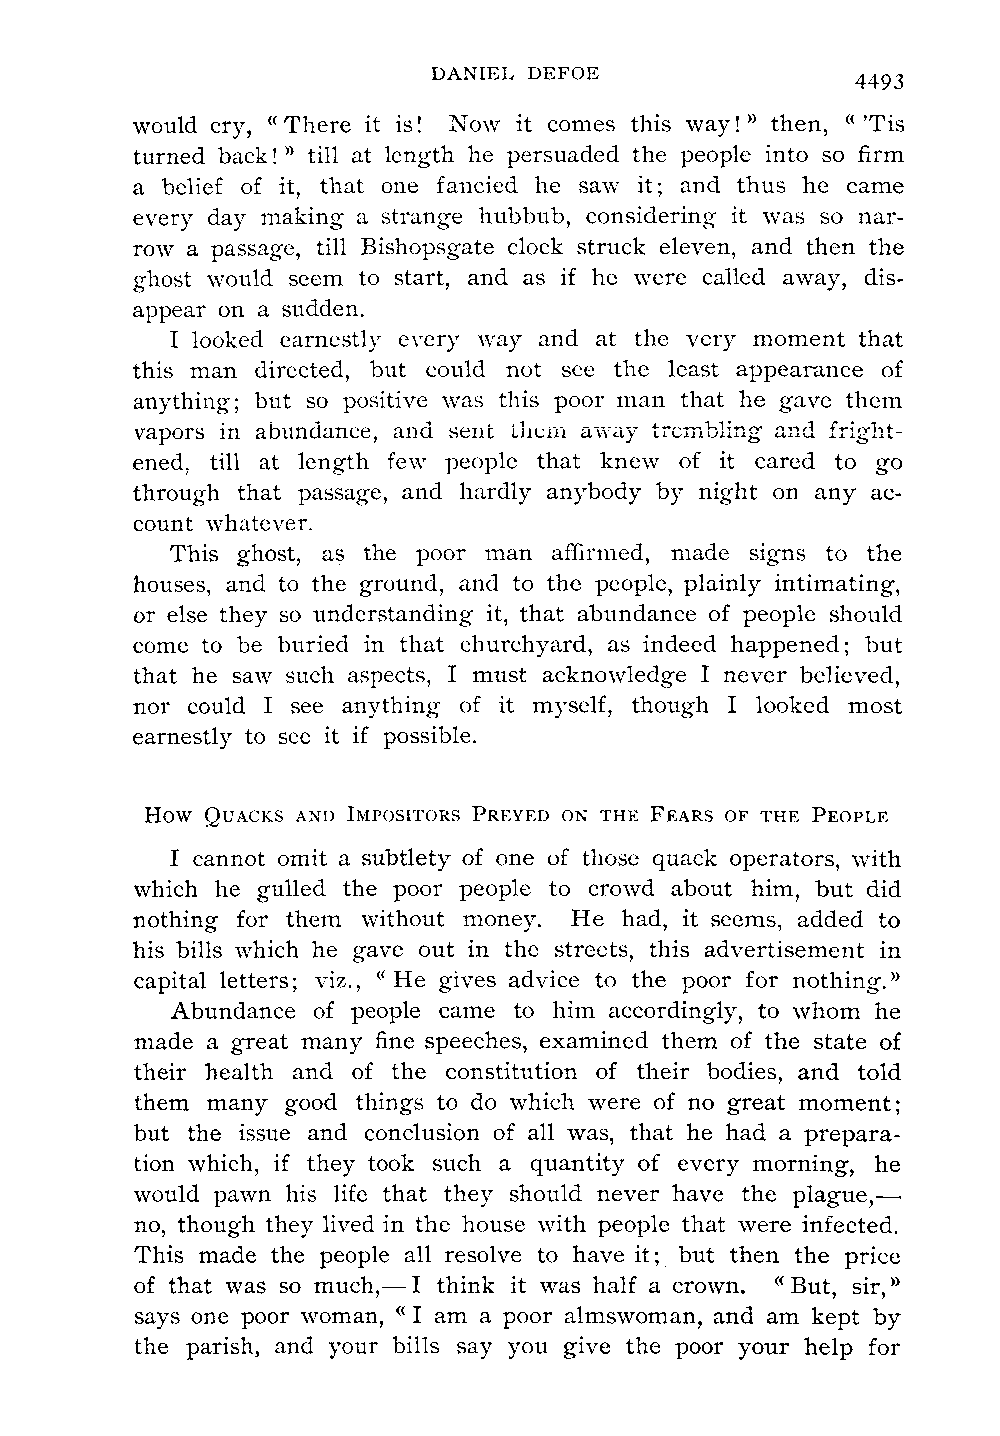 DANIEL DEFOE
4493
would cry, « There it is! Now it comes this way! » then, « 'Tis
turned back! » till at length he persuaded the people into so firm
a belief of it, that one fancied he saw it; and thus he came
every day making a strange hubbub, considering it was so nar-
row a passage, till Bishopsgate clock struck eleven, and then the
ghost would seem to start, and as if he were called away, dis-
appear on a sudden.
I looked earnestly every way and at the very moment that
this man directed, but could not see the least appearance of
anything; but so positive was this poor man that he gave them
vapors in abundance, and sent them away trembling and fright-
ened, till at length few people that knew of it cared to go
through that passage, and hardly anybody by night on any ac-
count whatever.
This ghost, as the poor man affirmed, made signs to the
houses, and to the ground, and to the people, plainly intimating,
or else they so understanding it, that abundance of people should
come to be buried in that churchyard, as indeed happened; but
that he saw such aspects, I must acknowledge I never believed,
nor could I see anything of it myself, though I looked most
earnestly to see it if possible.
How Quacks and Impositors Preyed on the Fears of the People
I cannot omit a subtlety of one of those quack operators, with
which he gulled the poor people to crowd about him, but did
nothing for them without money. He had, it seems, added to
his bills which he gave out in the streets, this advertisement in
capital letters; viz., « He gives advice to the poor for nothing. »
Abundance of people came to him accordingly, to whom he
made a great many fine speeches, examined them of the state of
their health and of the constitution of their bodies, and told
them many good things to do which were of no great moment;
but the issue and conclusion of all was, that he had a prepara-
tion which, if they took such a quantity of every morning, he
would pawn his life that they should never have the plague,—
no, though they lived in the house with people that were infected.
This made the people all resolve to have it; but then the price
of that was so much,—I think it was half a crown. « But, sir, »
says one poor woman, « I am a poor almswoman, and am kept by
the parish, and your bills say you give the poor your help for